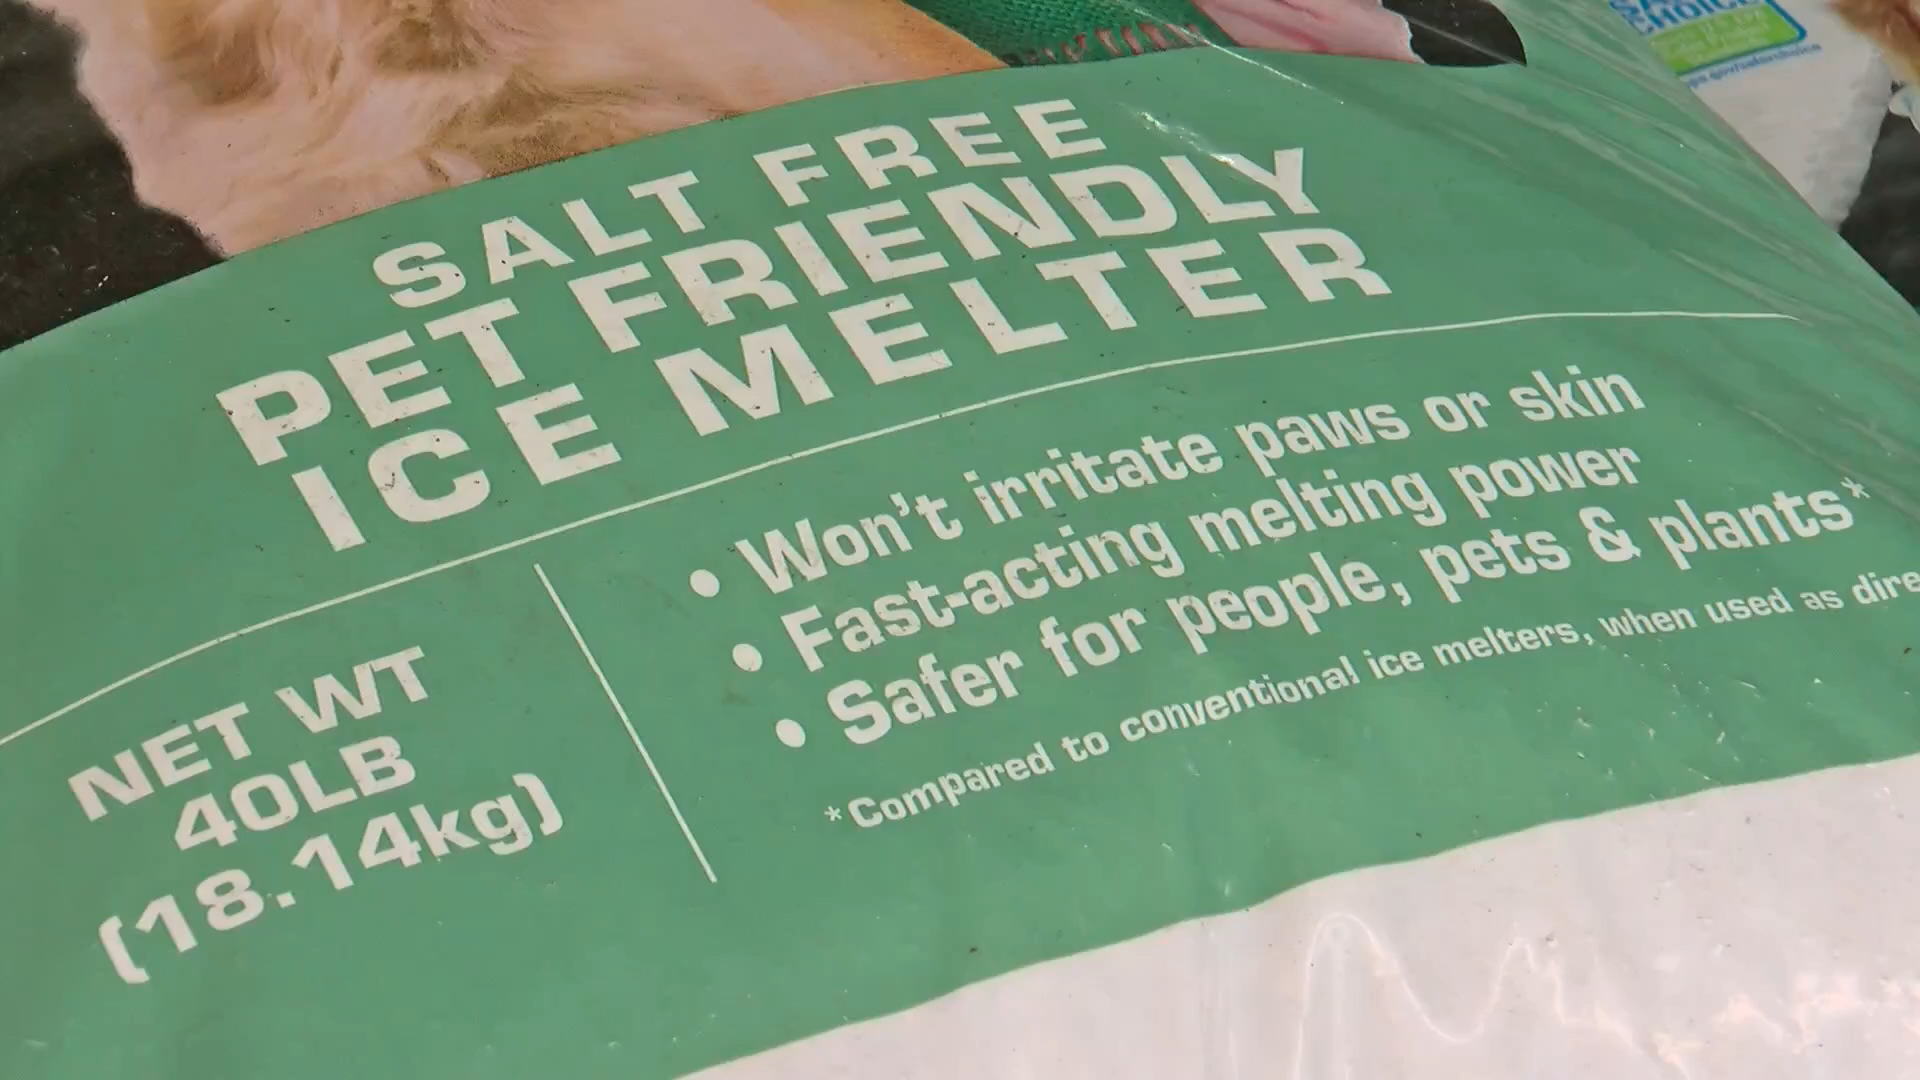 CHOICE
SALT FREE
PET FRIENDLY
ICE MELTER
• Won't irritate paws or skin
• Fast-acting melting power
• Safer for people, pets & plants*
*Compared to conventional ice melters, when used as dire
NET WT
40LB
(18.14kg)